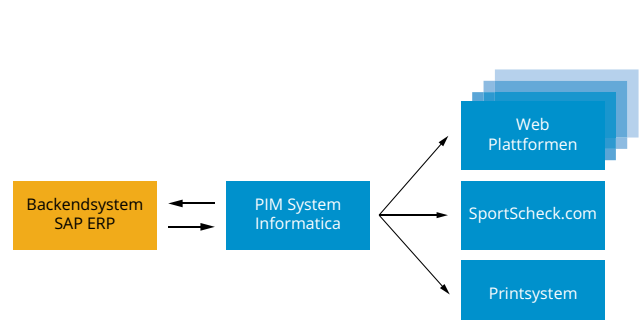 Web
Plattformen
Backendsystem
SAP ERP
PIM System
Informatica
SportScheck.com
Printsystem